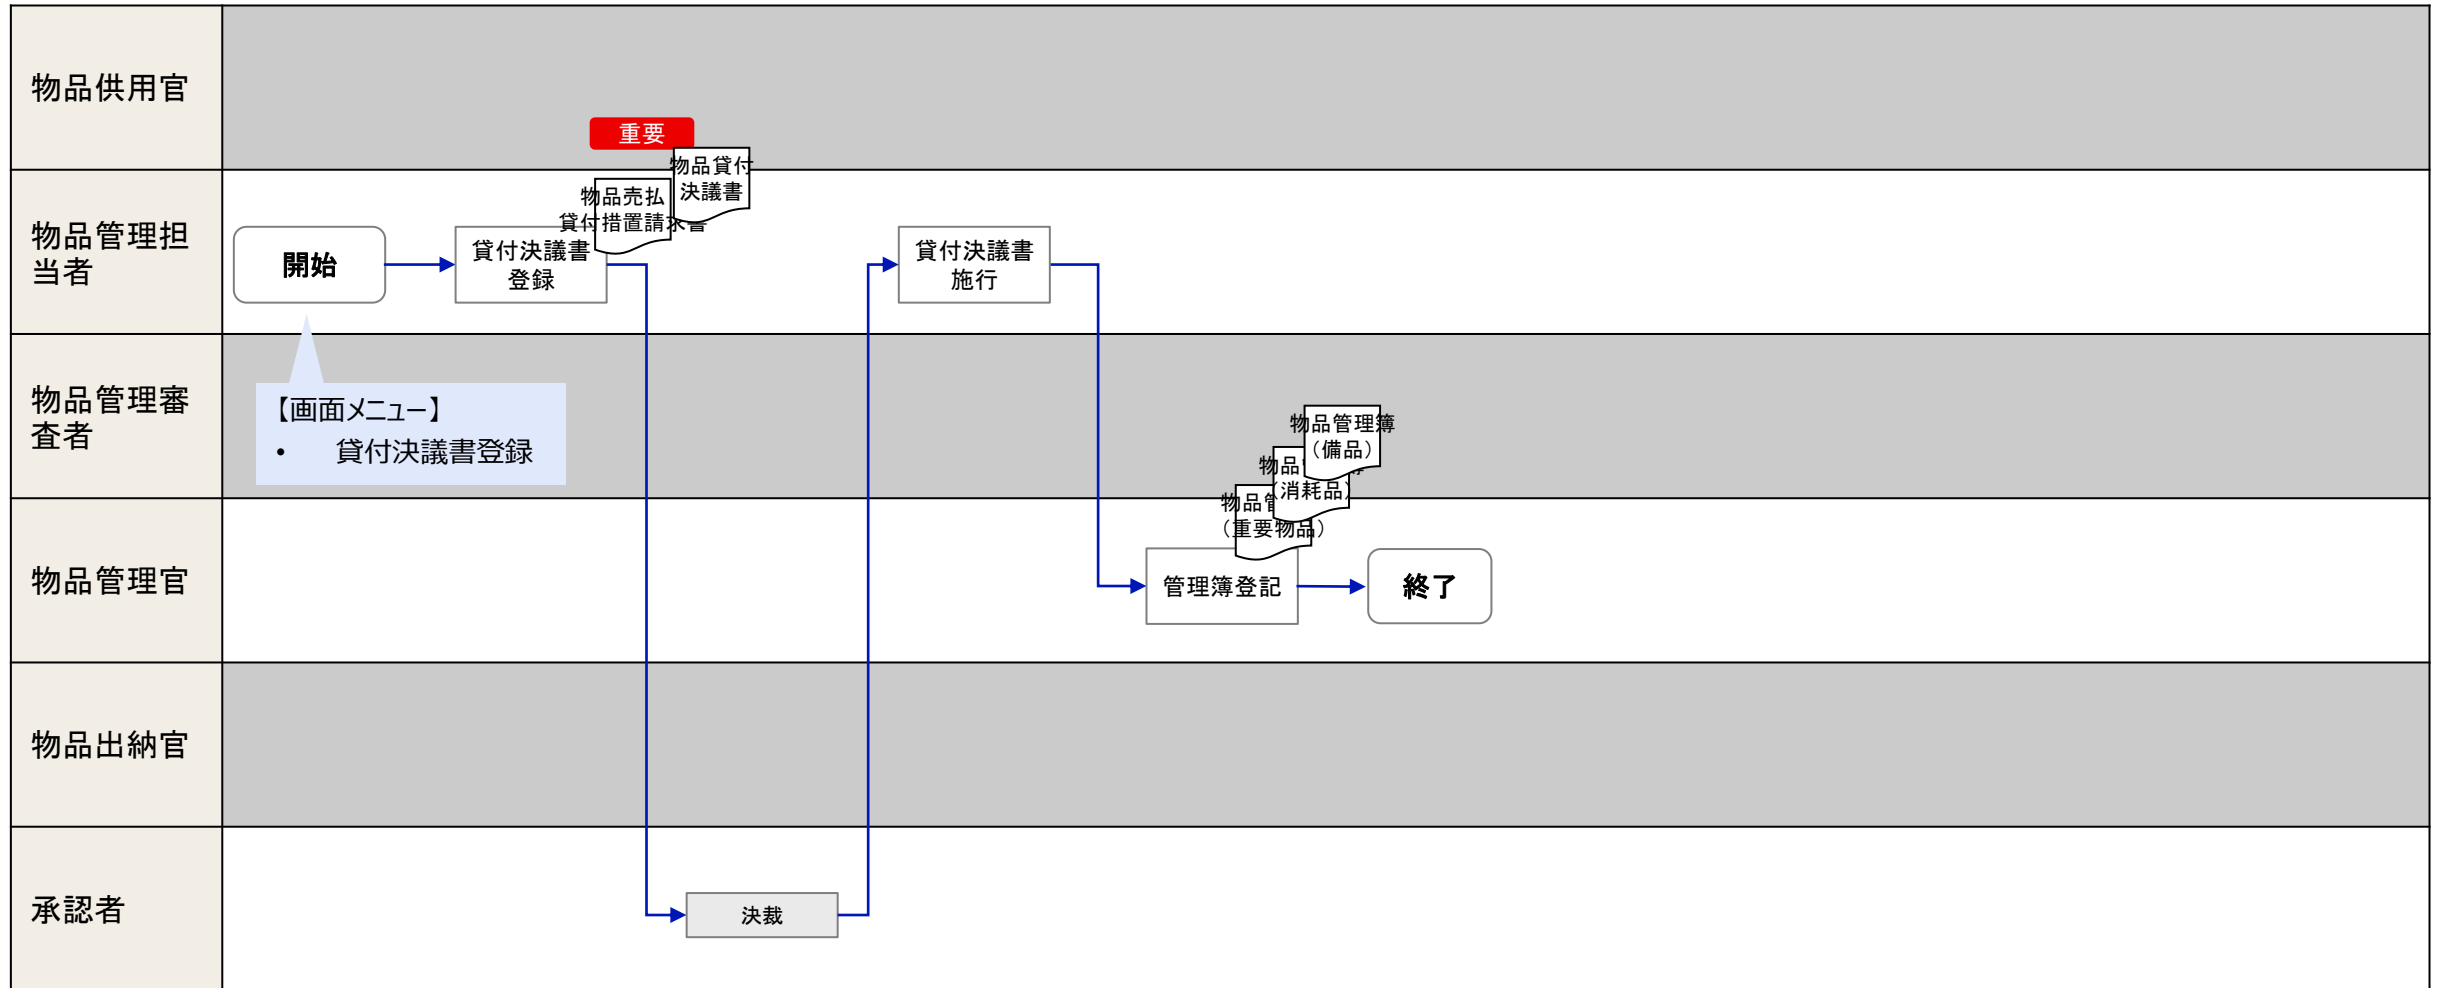 物品供用官
重要
物品貸付
決議書
物品管理担
当者
物品売払
貸付措置請求書
開始
貸付決議書
登録
貸付決議書
施行
物品管理審
査者
【画面メニュー】
• 貸付決議書登録
物品管理簿
（備品）
物品
（消耗品）
物品管
（重要物品）
物品管理官
管理簿登記
終了
物品出納官
承認者
決裁